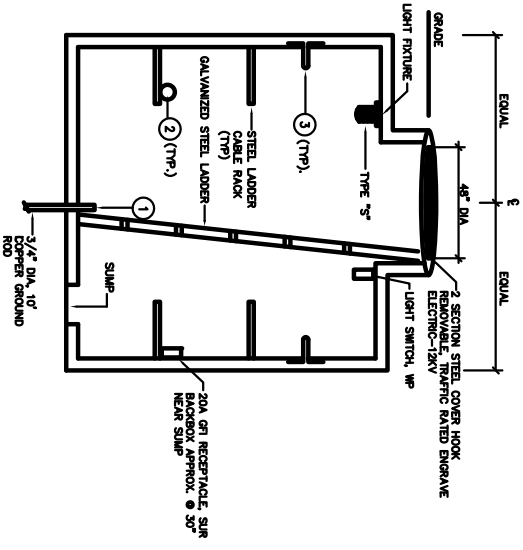 EQUAL
℄
EQUAL
GRADE
48" DIA
LIGHT FIXTURE
TYPE "S"
2 SECTION STEEL COVER HOOK
REMOVABLE, TRAFFIC RATED ENGRAVE
ELECTRIC-12KV
LIGHT SWITCH, WP
3 (TYP).
STEEL LADDER
CABLE RACK
(TYP)
GALVANIZED STEEL LADDER
2 (TYP.)
20A GFI RECEPTACLE, SUR
BACKBOX APPROX. @ 30"
NEAR SUMP
1
SUMP
3/4" DIA, 10'
COPPER GROUND
ROD